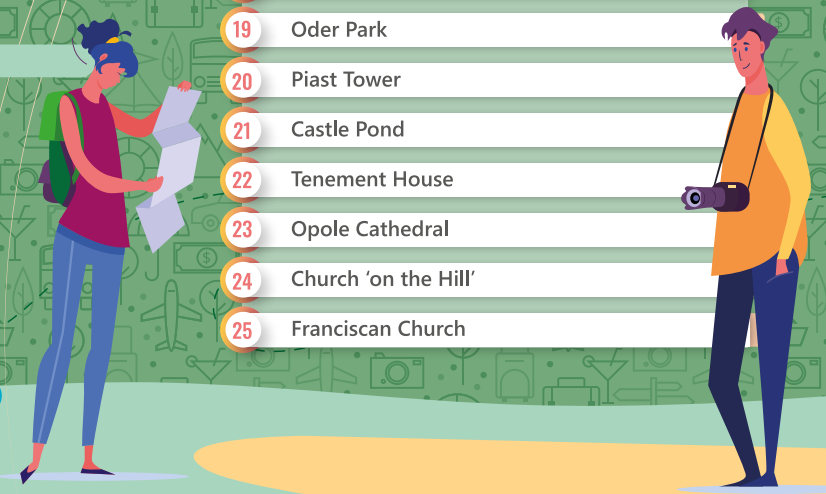 19 Oder Park
20 Piast Tower
21 Castle Pond
22 Tenement House
23 Opole Cathedral
24 Church ‘on the Hill’
25 Franciscan Church